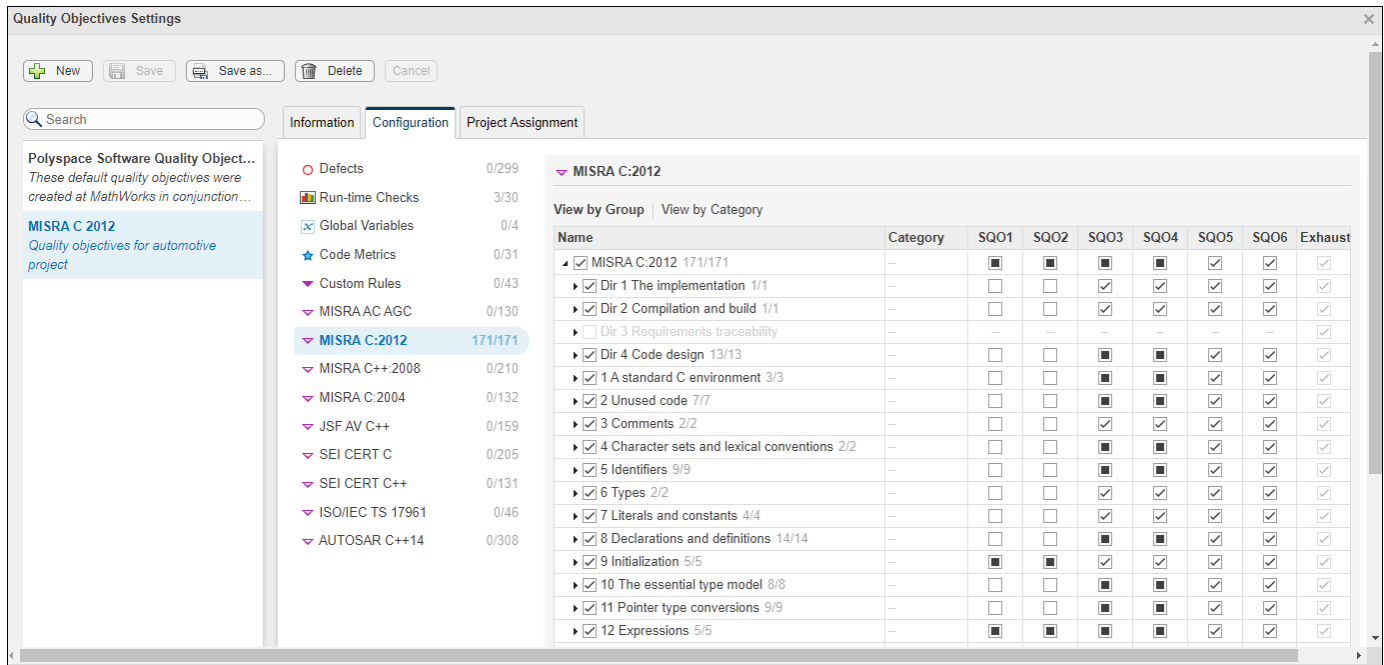 Quality Objectives Settings
New Save Save as... Delete Cancel
Search
Information Configuration Project Assignment
Polyspace Software Quality Object...
These default quality objectives were
created at MathWorks in conjunction...
MISRA C 2012
Quality objectives for automotive
project
Defects 0/299
Run-time Checks 3/30
Global Variables 0/4
Code Metrics 0/31
Custom Rules 0/43
MISRA AC AGC 0/130
MISRA C:2012 171/171
MISRA C++:2008 0/210
MISRA C:2004 0/132
JSF AV C++ 0/159
SEI CERT C 0/205
SEI CERT C++ 0/131
ISO/IEC TS 17961 0/46
AUTOSAR C++14 0/308
MISRA C:2012
View by Group View by Category
Name Category SQO1 SQO2 SQO3 SQO4 SQO5 SQO6 Exhaust
MISRA C:2012 171/171 –
Dir 1 The implementation 1/1 –
Dir 2 Compilation and build 1/1 –
Dir 3 Requirements traceability – – – – – – –
Dir 4 Code design 13/13 –
1 A standard C environment 3/3 –
2 Unused code 7/7 –
3 Comments 2/2 –
4 Character sets and lexical conventions 2/2 –
5 Identifiers 9/9 –
6 Types 2/2 –
7 Literals and constants 4/4 –
8 Declarations and definitions 14/14 –
9 Initialization 5/5 –
10 The essential type model 8/8 –
11 Pointer type conversions 9/9 –
12 Expressions 5/5 –